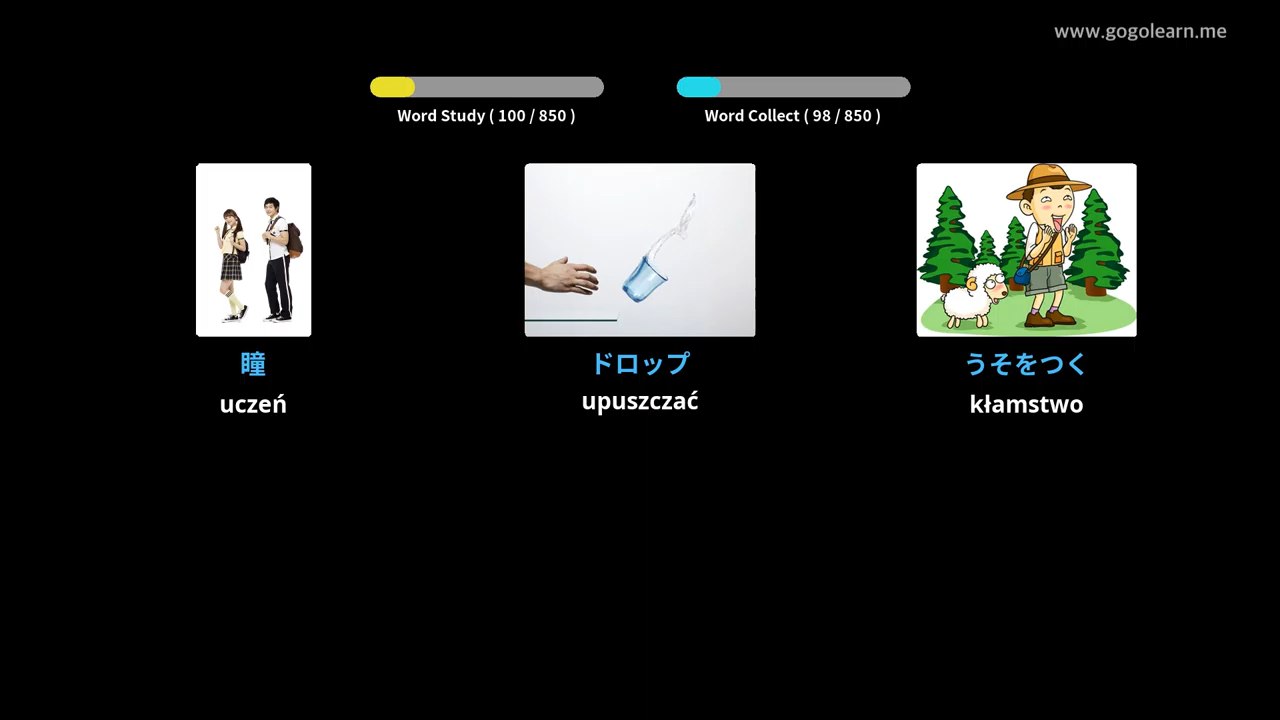 www.gogolearn.me
Word Study ( 100 / 850 )
Word Collect ( 98 / 850 )
瞳
ドロップ
うそをつく
uczeń
upuszczać
kłamstwo